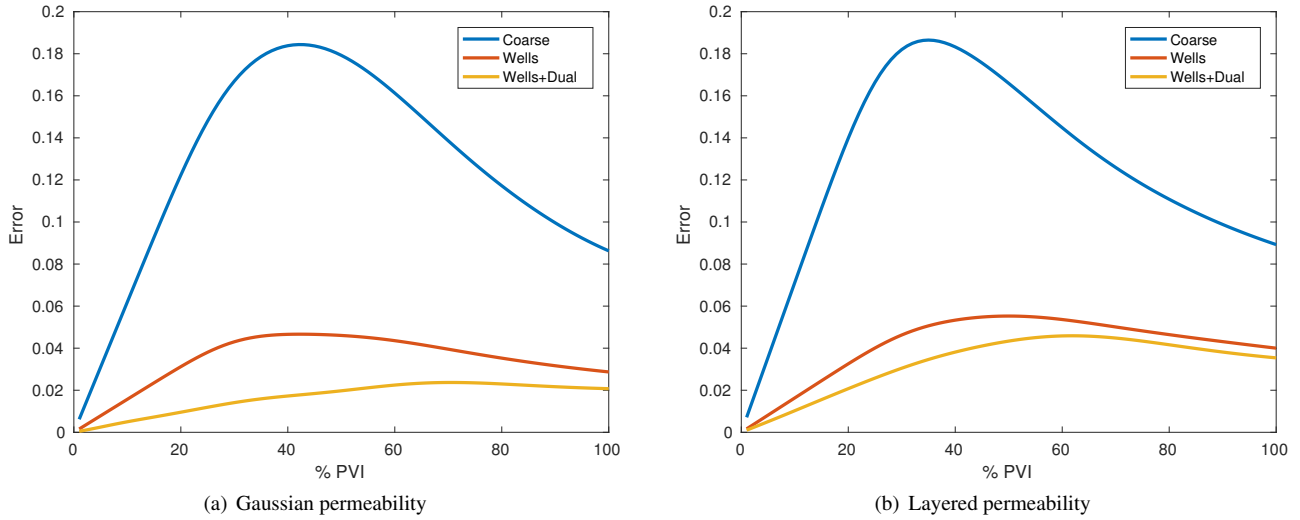 0.2
0.18
0.16
0.14
0.12
0.1
0.08
0.06
0.04
0.02
0
Error
0 20 40 60 80 100
% PVI
Coarse
Wells
Wells+Dual
(a) Gaussian permeability
0.2
0.18
0.16
0.14
0.12
0.1
0.08
0.06
0.04
0.02
0
Error
0 20 40 60 80 100
% PVI
Coarse
Wells
Wells+Dual
(b) Layered permeability